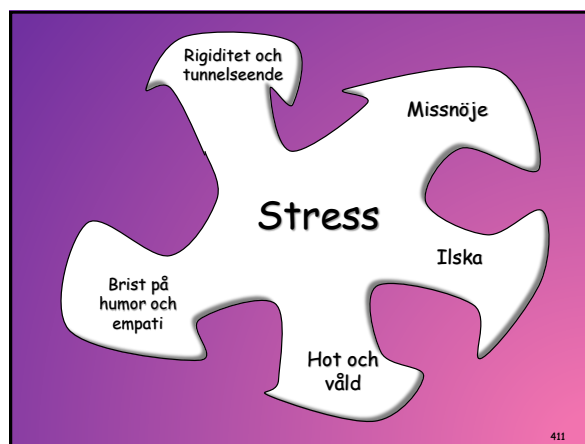 Rigiditet och
tunnelseende
Missnöje
Stress
Ilska
Brist på
humor och
empati
Hot och
våld
411